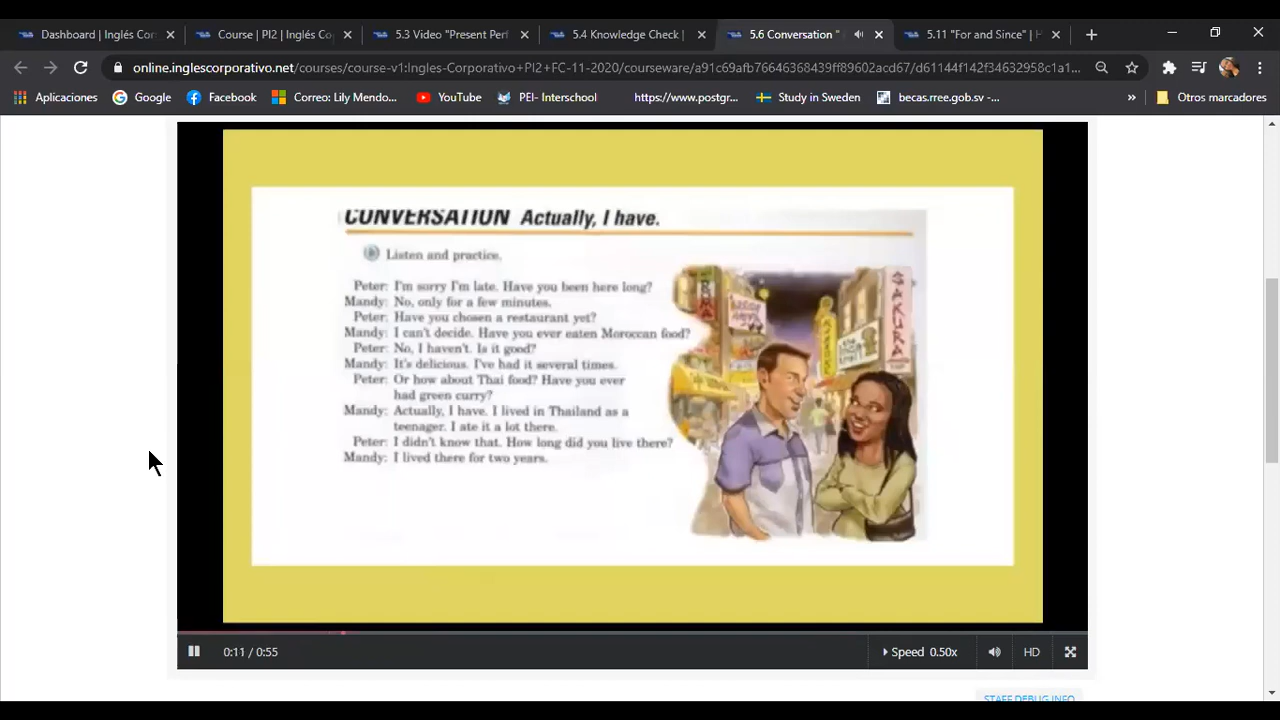 Dashboard | Inglés Cor
Course | PI2 | Inglés Co
5.3 Video "Present Perf
5.4 Knowledge Check |
5.6 Conversation "
5.11 "For and Since" | H
online.inglescorporativo.net/courses/course-v1:Ingles-Corporativo+PI2+FC-11-2020/courseware/a91c69afb76646368439ff89602acd67/d61144f142f34632958c1a1...
Aplicaciones
Google
Facebook
Correo: Lily Mendo...
YouTube
PEI- Interschool
https://www.postgr...
Study in Sweden
becas.rree.gob.sv -...
»
Otros marcadores
CONVERSATION Actually, I have.
Listen and practice.
Peter: I'm sorry I'm late. Have you been here long?
Mandy: No, only for a few minutes.
Peter: Have you chosen a restaurant yet?
Mandy: I can't decide. Have you ever eaten Moroccan food?
Peter: No, I haven't. Is it good?
Mandy: It's delicious. I've had it several times.
Peter: Or how about Thai food? Have you ever
had green curry?
Mandy: Actually, I have. I lived in Thailand as a
teenager. I ate it a lot there.
Peter: I didn't know that. How long did you live there?
Mandy: I lived there for two years.
SAKURA
0:11 / 0:55
Speed 0.50x
HD
STAFF DEBUG INFO